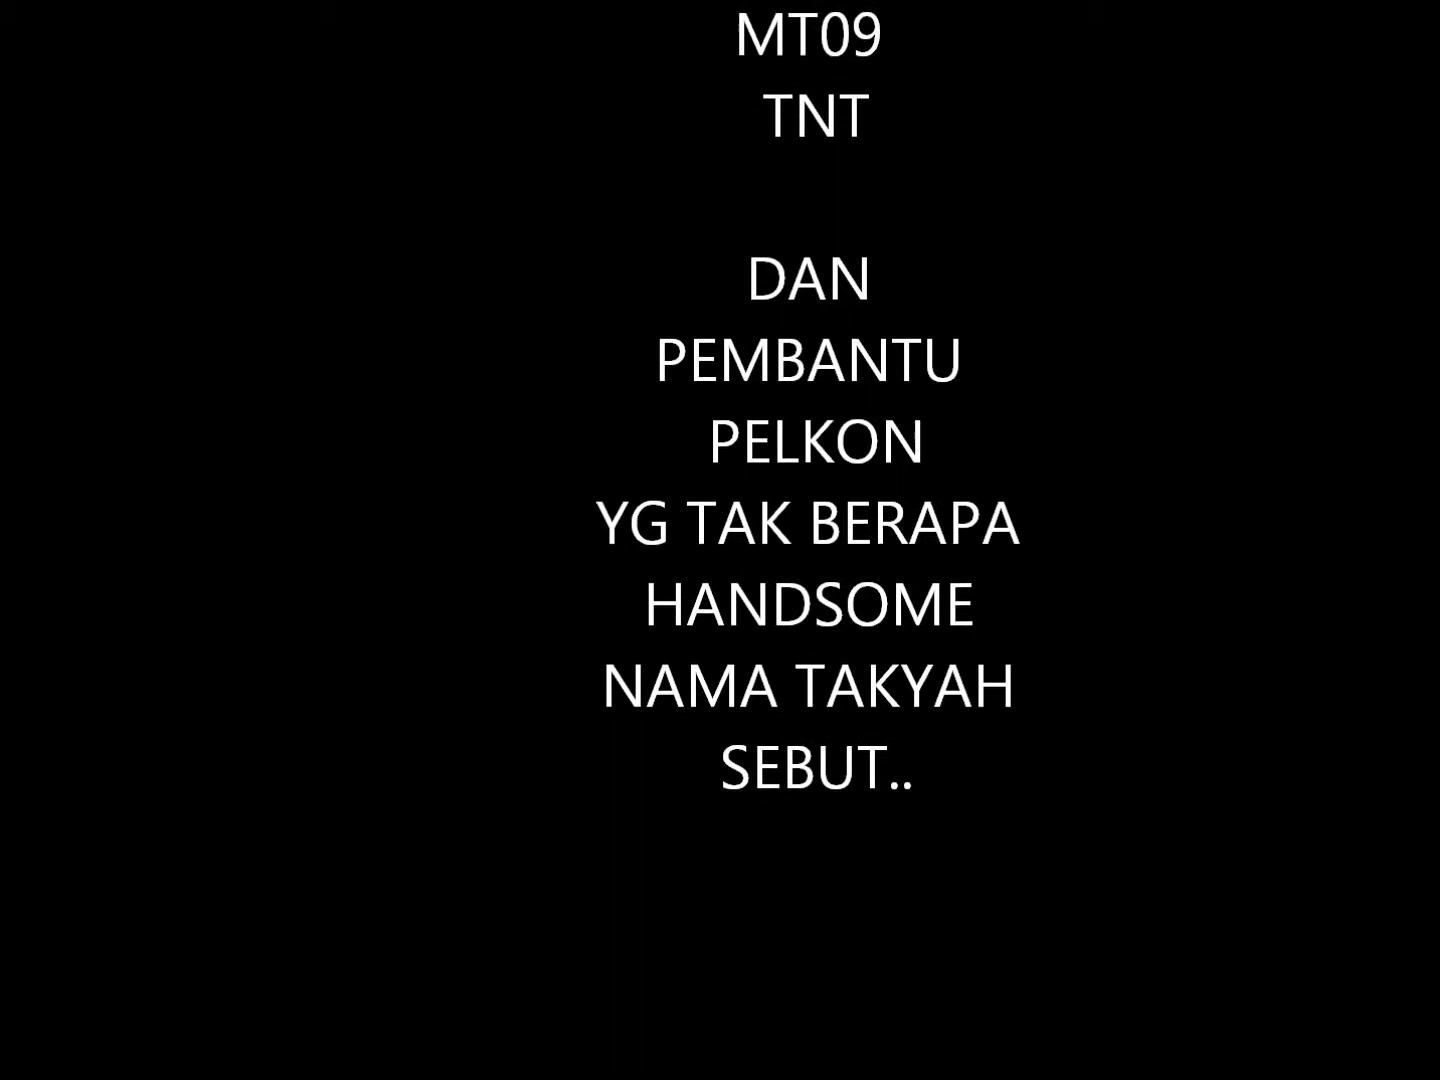 MT09
TNT
DAN
PEMBANTU
PELKON
YG TAK BERAPA
HANDSOME
NAMA TAKYAH
SEBUT..